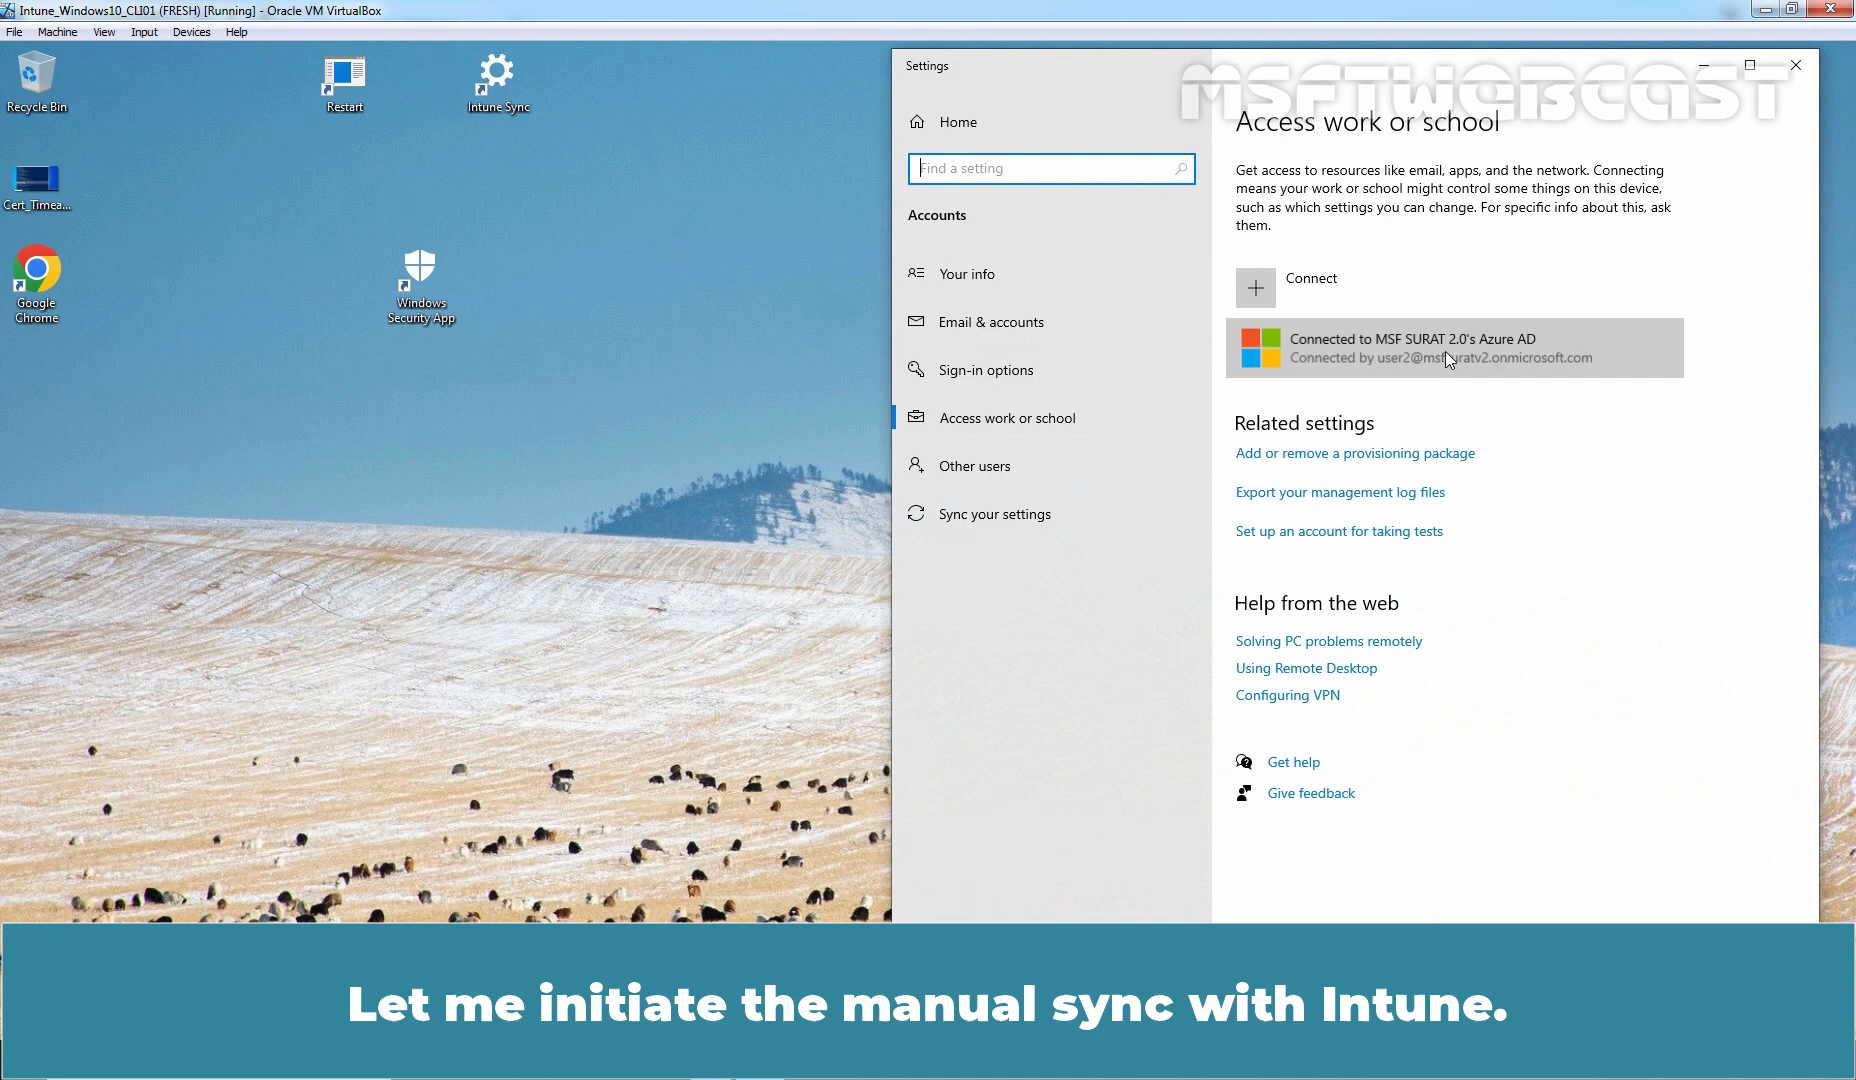 Intune_Windows10_CLI01 (FRESH) [Running] - Oracle VM VirtualBox
File Machine View Input Devices Help
Recycle Bin
Restart
Intune Sync
Cert_Timea...
Google
Chrome
Windows
Security App
Settings
MSFTWEBCAST
Home
Find a setting
Accounts
Your info
Email & accounts
Sign-in options
Access work or school
Other users
Sync your settings
Access work or school
Get access to resources like email, apps, and the network. Connecting
means your work or school might control some things on this device,
such as which settings you can change. For specific info about this, ask
them.
Connect
Connected to MSF SURAT 2.0's Azure AD
Connected by user2@msfsuratv2.onmicrosoft.com
Related settings
Add or remove a provisioning package
Export your management log files
Set up an account for taking tests
Help from the web
Solving PC problems remotely
Using Remote Desktop
Configuring VPN
Get help
Give feedback
Let me initiate the manual sync with Intune.